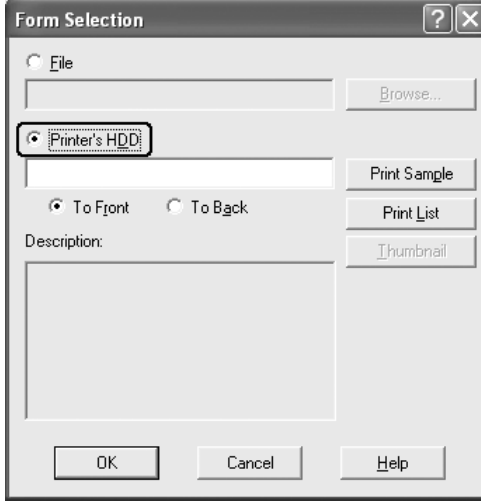 Form Selection
File
Browse...
Printer's HDD
Print Sample
To Front To Back
Print List
Description:
Thumbnail
OK Cancel Help